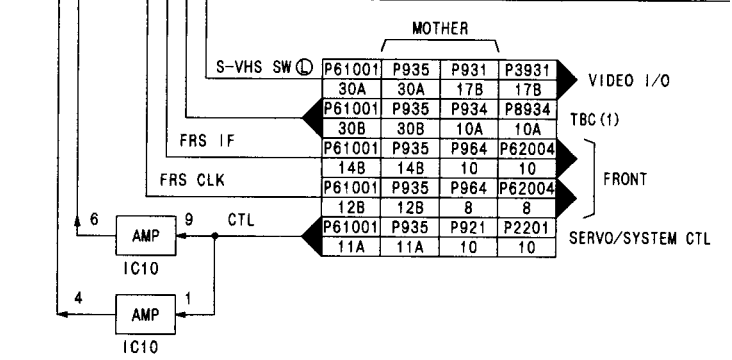 MOTHER
S-VHS SW Ⓛ P61001 P935 P931 P3931 VIDEO I/O
30A 30A 17B 17B
P61001 P935 P934 P8934 TBC(1)
30B 30B 10A 10A
FRS IF P61001 P935 P964 P62004
14B 14B 10 10
FRS CLK P61001 P935 P964 P62004 FRONT
12B 12B 8 8
6 AMP 9 CTL P61001 P935 P921 P2201 SERVO/SYSTEM CTL
11A 11A 10 10
IC10
4 AMP 1
IC10